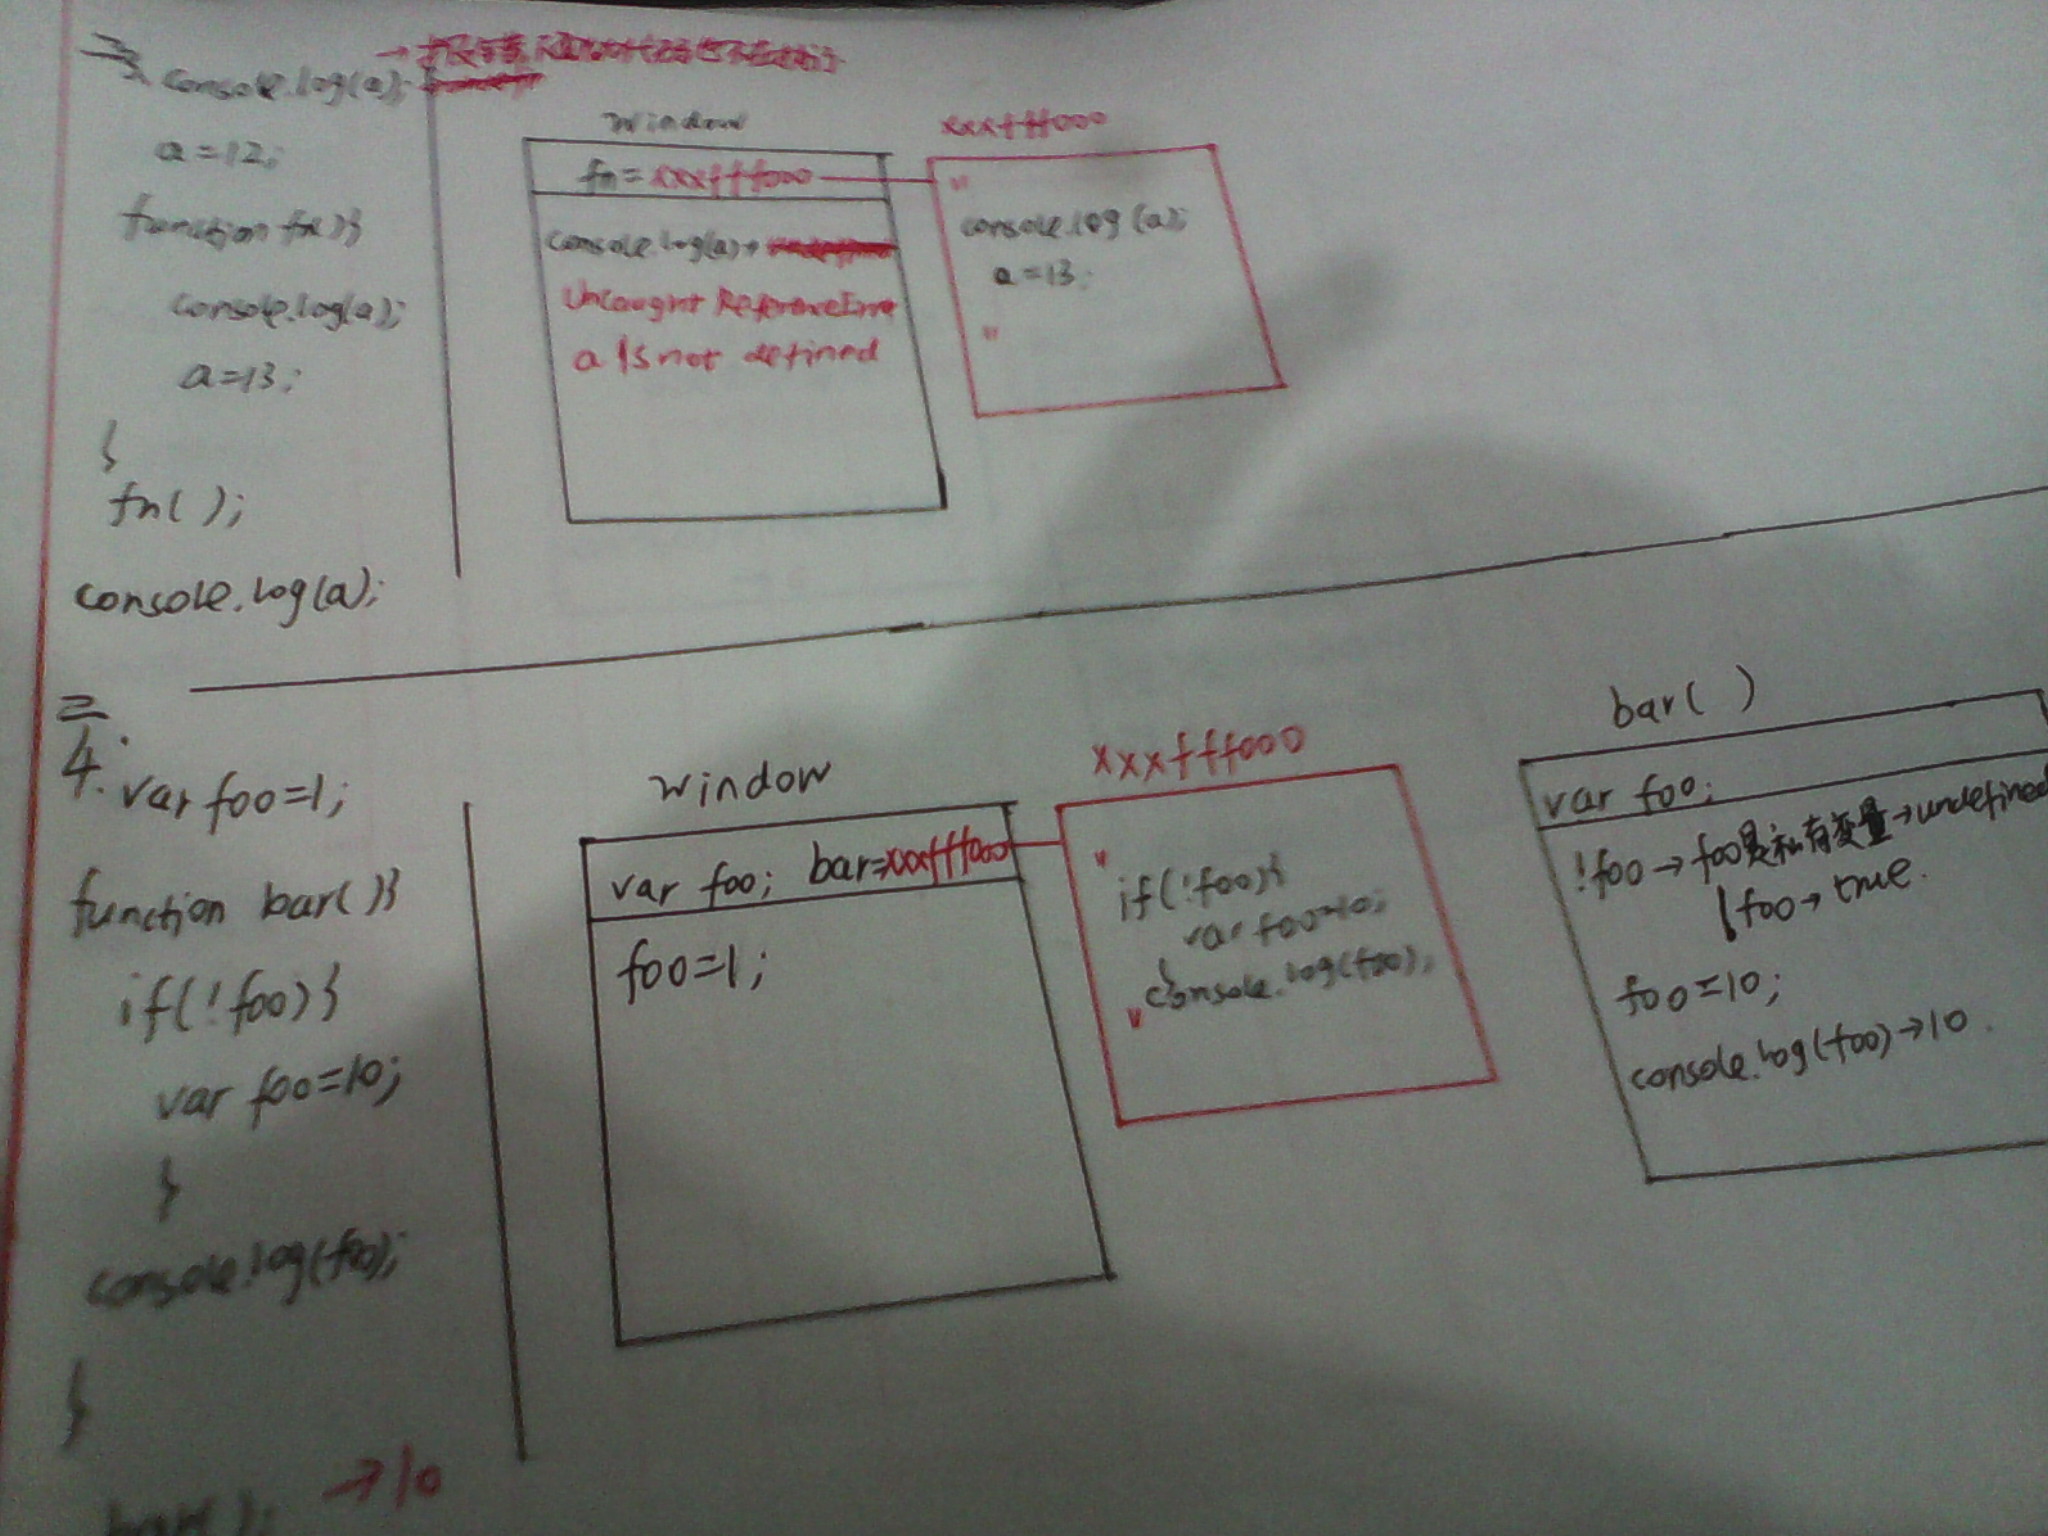 console.log(a);
a=12;
function fn(){
console.log(a);
a=13;
}
fn();
console.log(a);
window
fn=xxxfff000
console.log(a)→
Uncaught ReferenceError
a is not defined
xxxfff000
"
console.log(a);
a=13;
"
二
4. var foo=1;
function bar(){
if(!foo){
var foo=10;
}
console.log(foo);
}
bar(); →10
window
var foo; bar=xxxfff000
foo=1;
xxxfff000
"
if(!foo){
var foo=10;
}
console.log(foo);
"
bar( )
var foo;
!foo→foo是私有变量→undefined
!foo→true.
foo=10;
console.log(foo)→10.